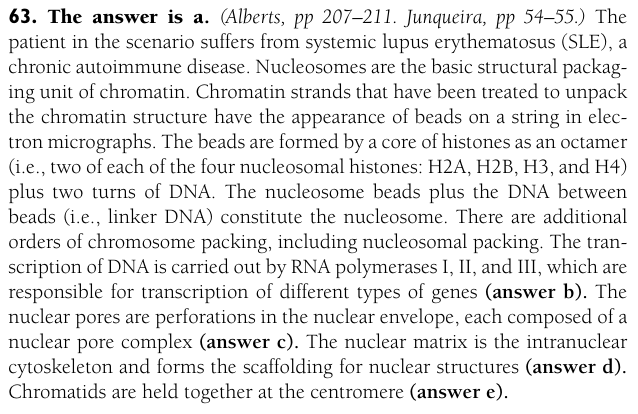 63. The answer is a. (Alberts, pp 207–211. Junqueira, pp 54–55.) The
patient in the scenario suffers from systemic lupus erythematosus (SLE), a
chronic autoimmune disease. Nucleosomes are the basic structural packag-
ing unit of chromatin. Chromatin strands that have been treated to unpack
the chromatin structure have the appearance of beads on a string in elec-
tron micrographs. The beads are formed by a core of histones as an octamer
(i.e., two of each of the four nucleosomal histones: H2A, H2B, H3, and H4)
plus two turns of DNA. The nucleosome beads plus the DNA between
beads (i.e., linker DNA) constitute the nucleosome. There are additional
orders of chromosome packing, including nucleosomal packing. The tran-
scription of DNA is carried out by RNA polymerases I, II, and III, which are
responsible for transcription of different types of genes (answer b). The
nuclear pores are perforations in the nuclear envelope, each composed of a
nuclear pore complex (answer c). The nuclear matrix is the intranuclear
cytoskeleton and forms the scaffolding for nuclear structures (answer d).
Chromatids are held together at the centromere (answer e).